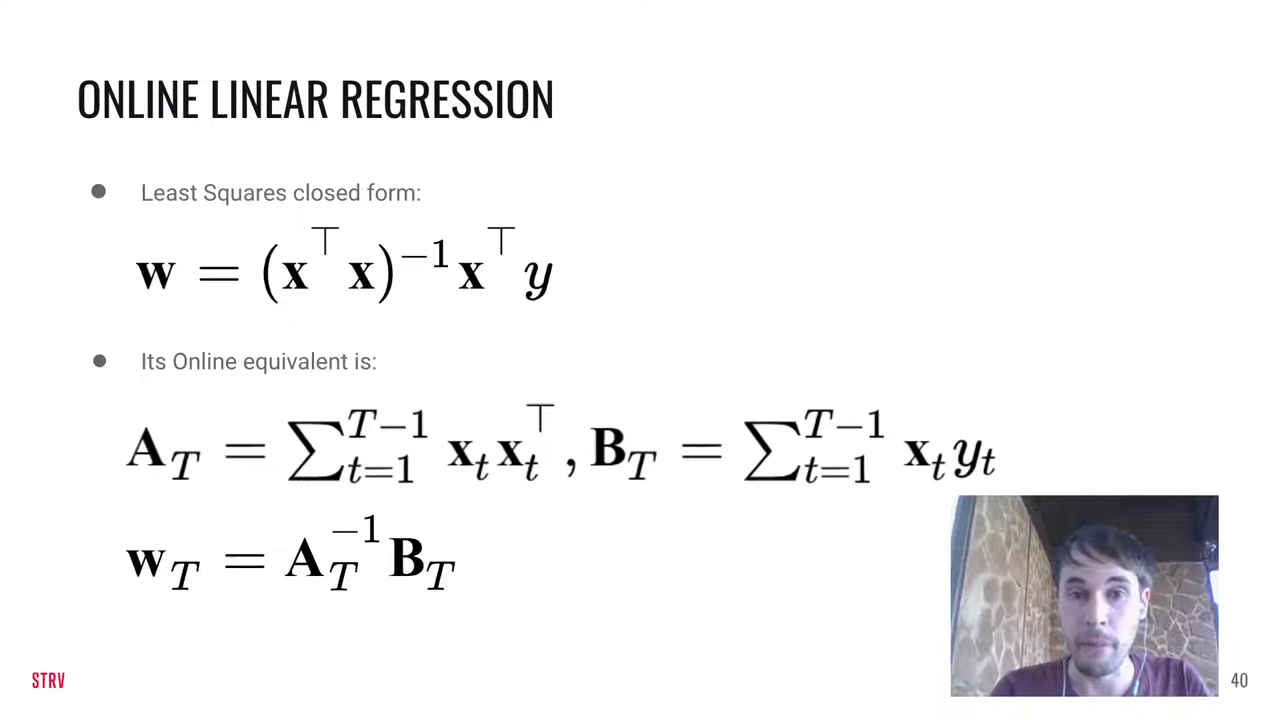 ONLINE LINEAR REGRESSION
● Least Squares closed form:
w = (x⊤x)−1x⊤y
● Its Online equivalent is:
A_T = ∑_{t=1}^{T−1} x_t x_t^⊤, B_T = ∑_{t=1}^{T−1} x_t y_t
w_T = A_T^{−1} B_T
STRV
40